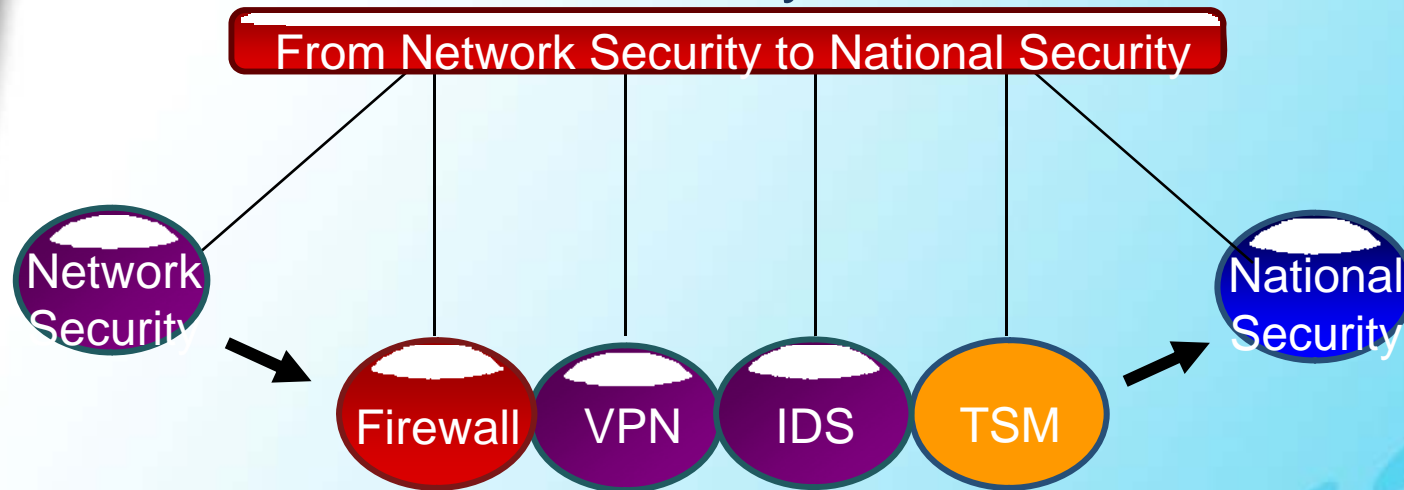 From Network Security to National Security
Network
Security
National
Security
Firewall
VPN
IDS
TSM